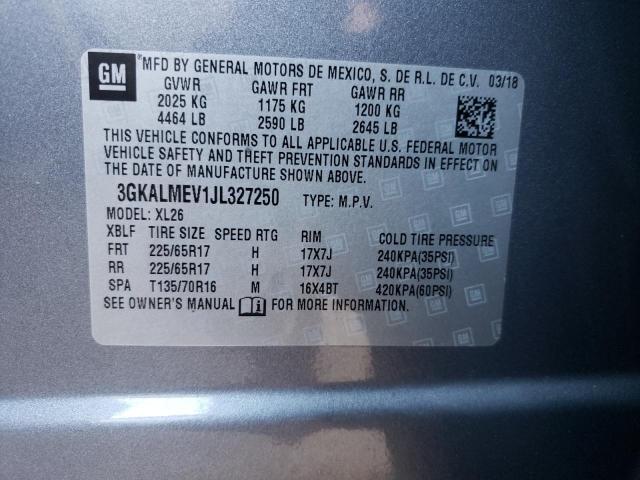 GM
MFD BY GENERAL MOTORS DE MEXICO, S. DE R.L. DE C.V. 03/18
GVWR GAWR FRT GAWR RR
2025 KG 1175 KG 1200 KG
4464 LB 2590 LB 2645 LB
THIS VEHICLE CONFORMS TO ALL APPLICABLE U.S. FEDERAL MOTOR
VEHICLE SAFETY AND THEFT PREVENTION STANDARDS IN EFFECT ON
THE DATE OF MANUFACTURE SHOWN ABOVE.
3GKALMEV1JL327250 TYPE: M.P.V.
MODEL: XL26
XBLF TIRE SIZE SPEED RTG RIM COLD TIRE PRESSURE
FRT 225/65R17 H 17X7J 240KPA(35PSI)
RR 225/65R17 H 17X7J 240KPA(35PSI)
SPA T135/70R16 M 16X4BT 420KPA(60PSI)
SEE OWNER'S MANUAL FOR MORE INFORMATION.